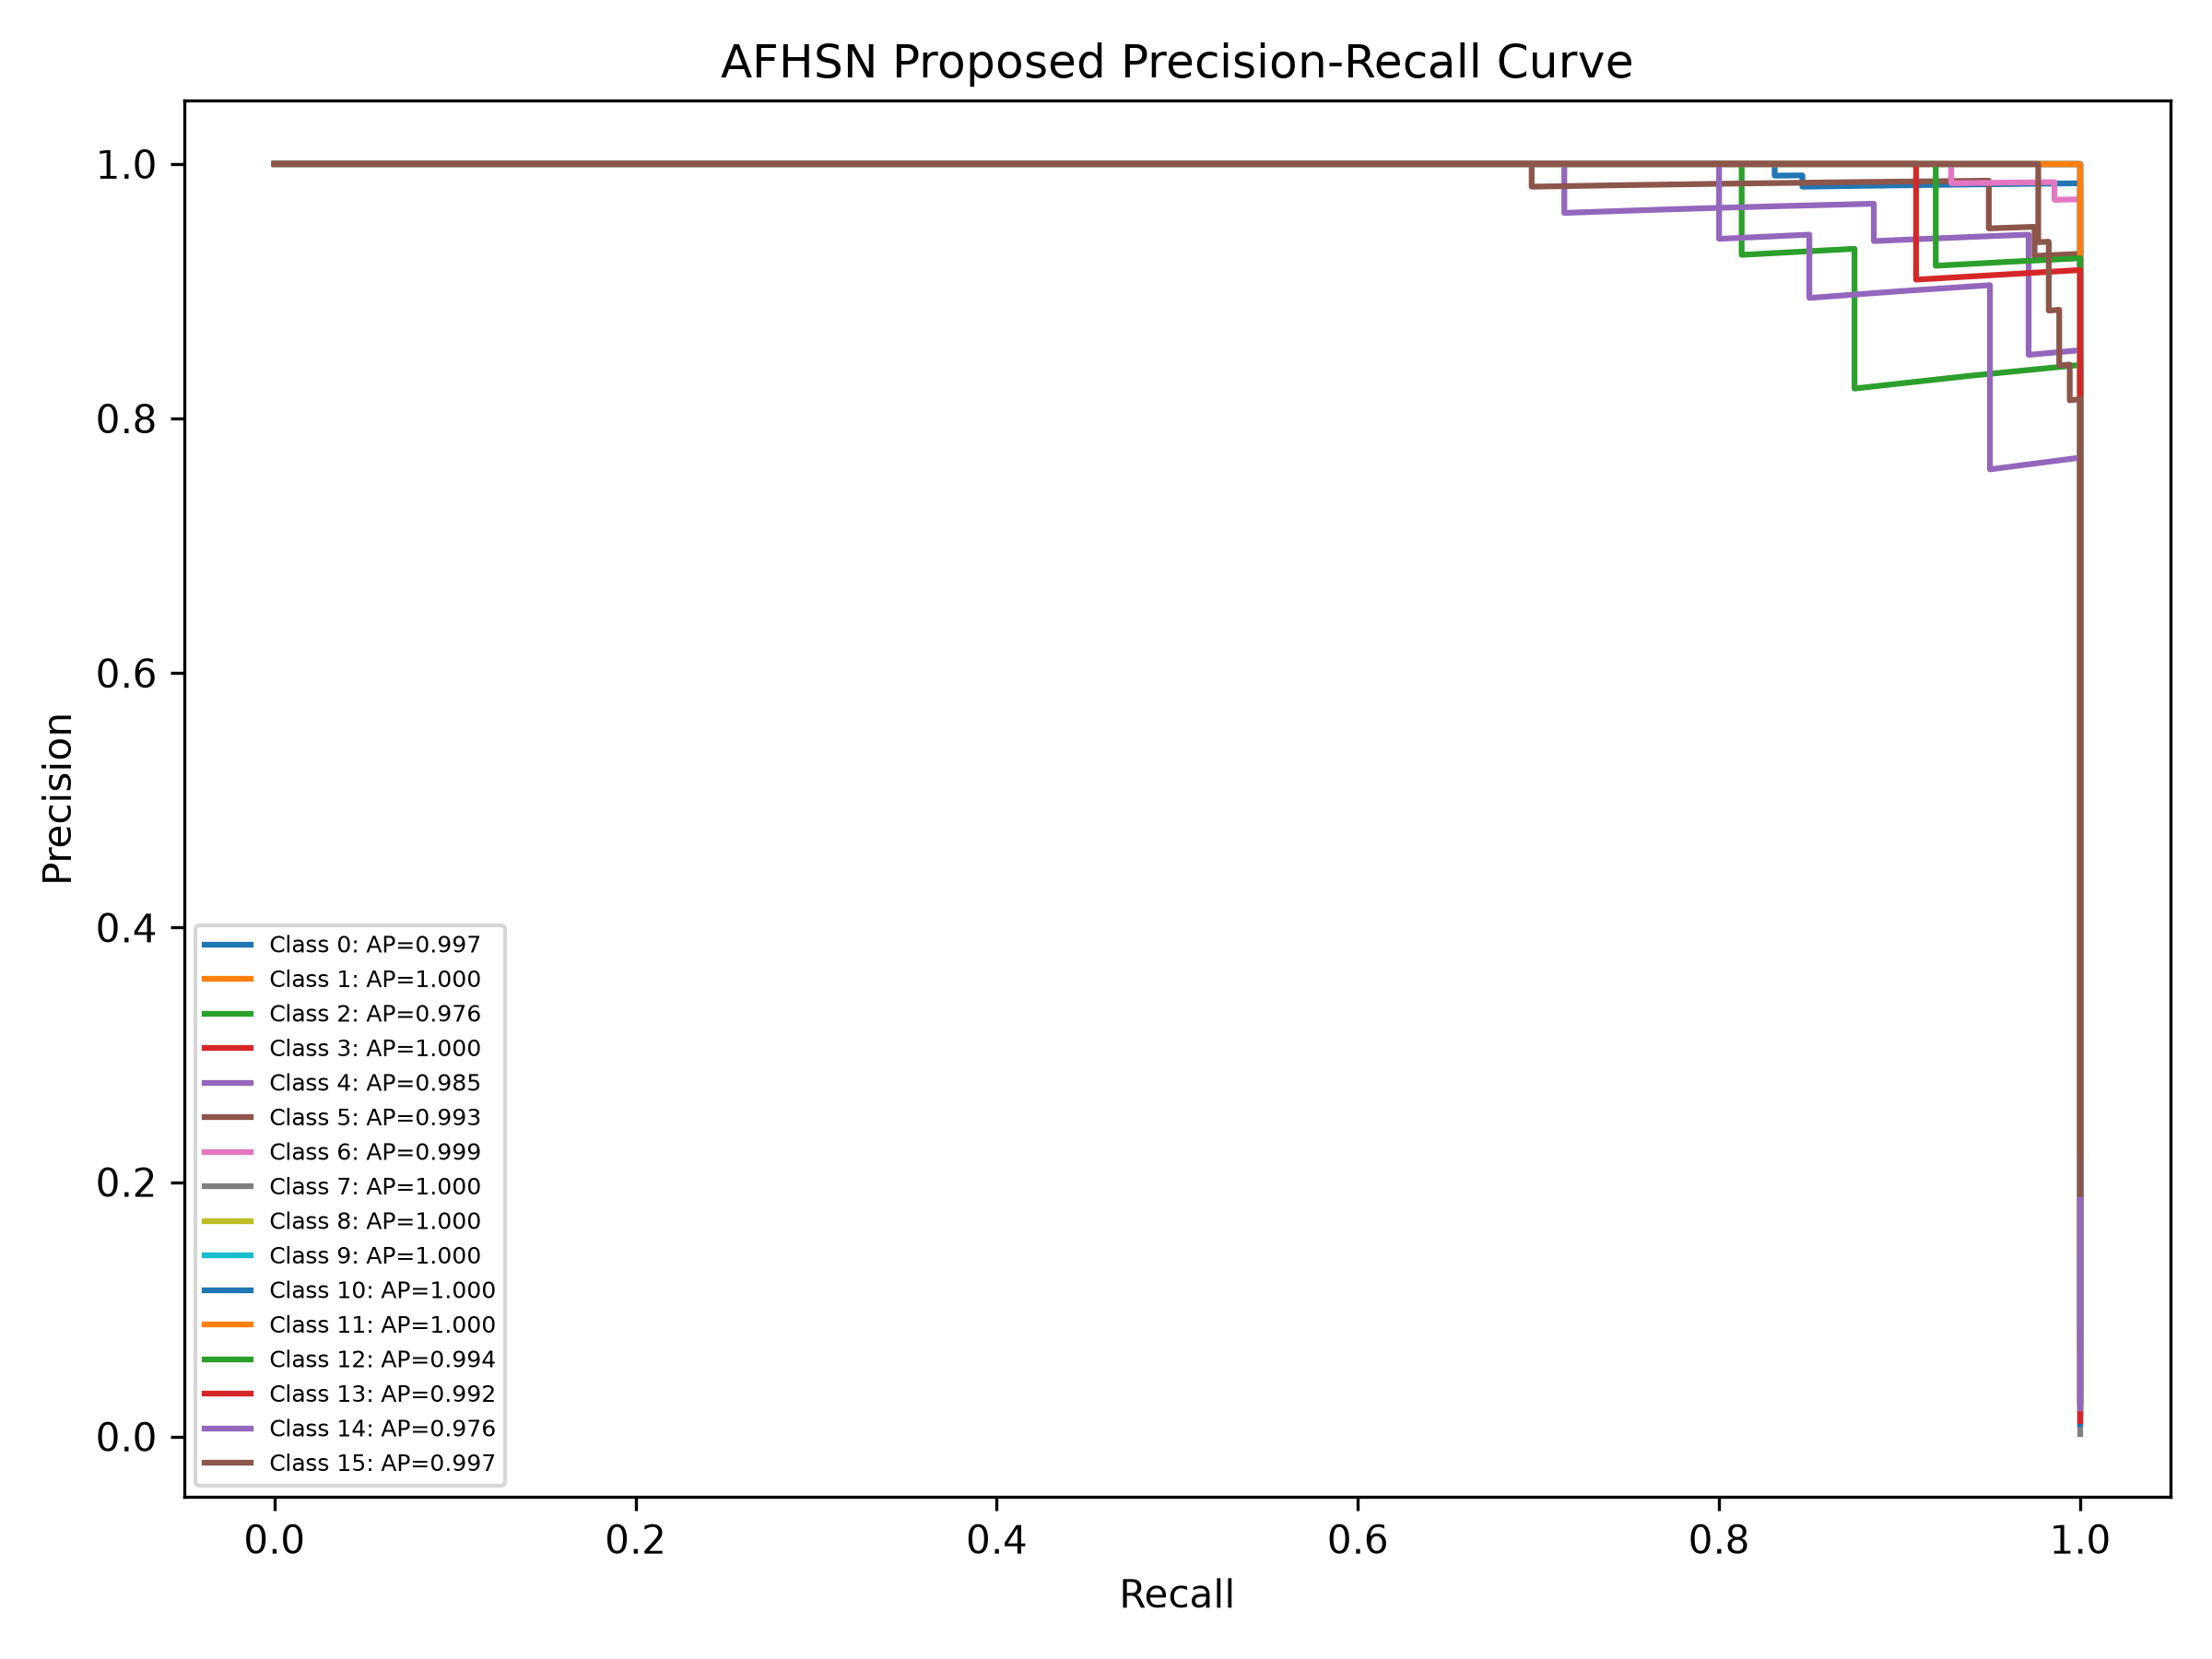 AFHSN Proposed Precision-Recall Curve
1.0
0.8
0.6
0.4
0.2
0.0
Precision
Class 0: AP=0.997
Class 1: AP=1.000
Class 2: AP=0.976
Class 3: AP=1.000
Class 4: AP=0.985
Class 5: AP=0.993
Class 6: AP=0.999
Class 7: AP=1.000
Class 8: AP=1.000
Class 9: AP=1.000
Class 10: AP=1.000
Class 11: AP=1.000
Class 12: AP=0.994
Class 13: AP=0.992
Class 14: AP=0.976
Class 15: AP=0.997
0.0 0.2 0.4 0.6 0.8 1.0
Recall